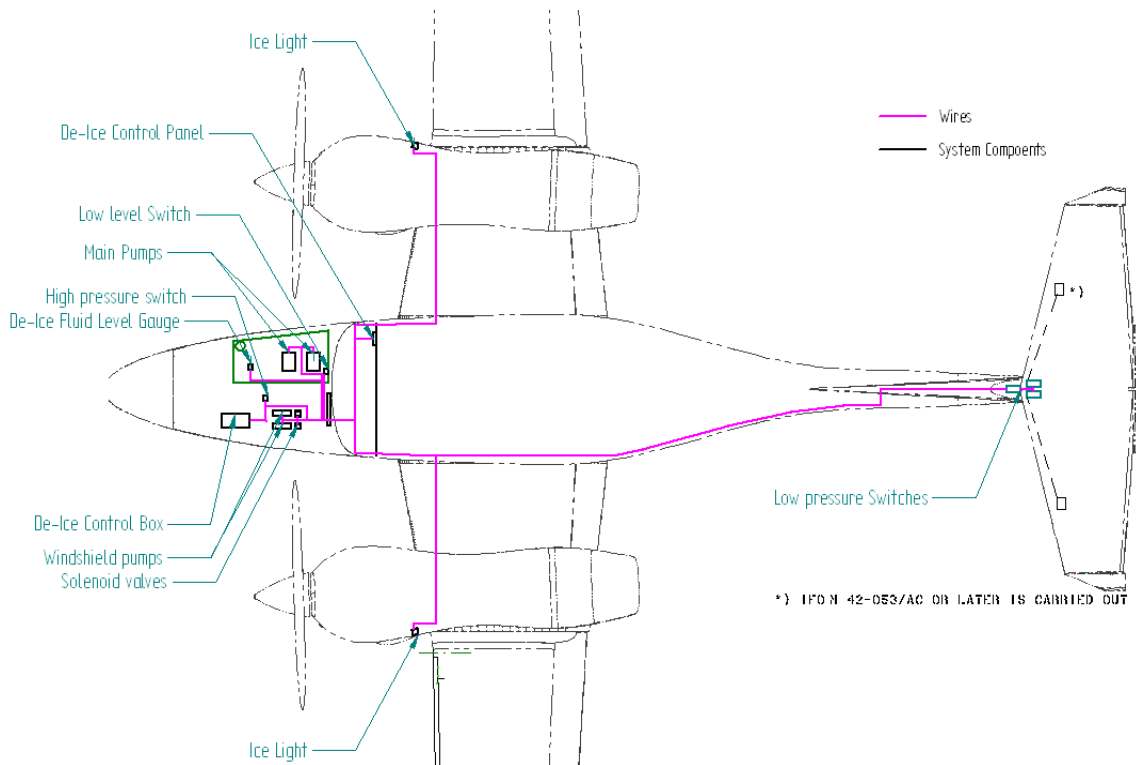 Ice Light
De-Ice Control Panel
Wires
System Compoents
Low level Switch
Main Pumps
High pressure switch
De-Ice Fluid Level Gauge
*)
Low pressure Switches
De-Ice Control Box
Windshield pumps
Solenoid valves
*) IFO M 42-053/AC OR LATER IS CARRIED OUT
Ice Light